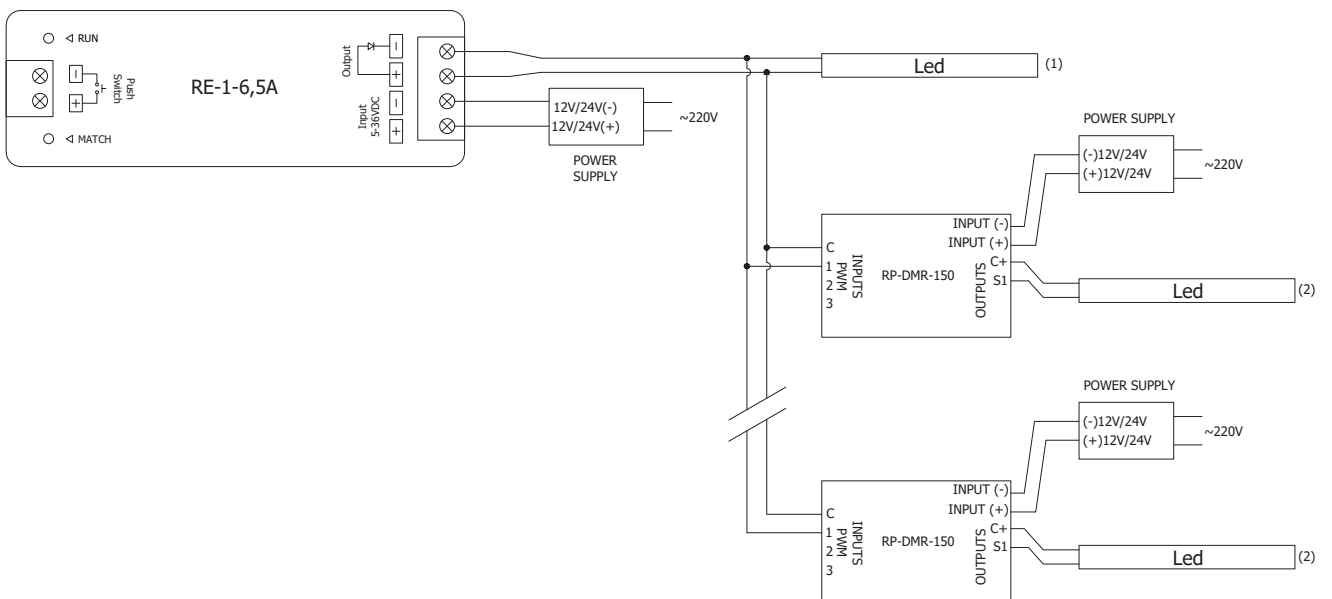 RUN
−
+
Push
Switch
MATCH
RE-1-6,5A
Output
−
+
Input
5-36VDC
−
+
12V/24V(-)
12V/24V(+)
~220V
POWER
SUPPLY
Led
(1)
POWER SUPPLY
(-)12V/24V
(+)12V/24V
~220V
INPUT (-)
INPUT (+)
C
1
2
3
INPUTS
PWM
RP-DMR-150
OUTPUTS
C+
S1
Led
(2)
POWER SUPPLY
(-)12V/24V
(+)12V/24V
~220V
INPUT (-)
INPUT (+)
C
1
2
3
INPUTS
PWM
RP-DMR-150
OUTPUTS
C+
S1
Led
(2)